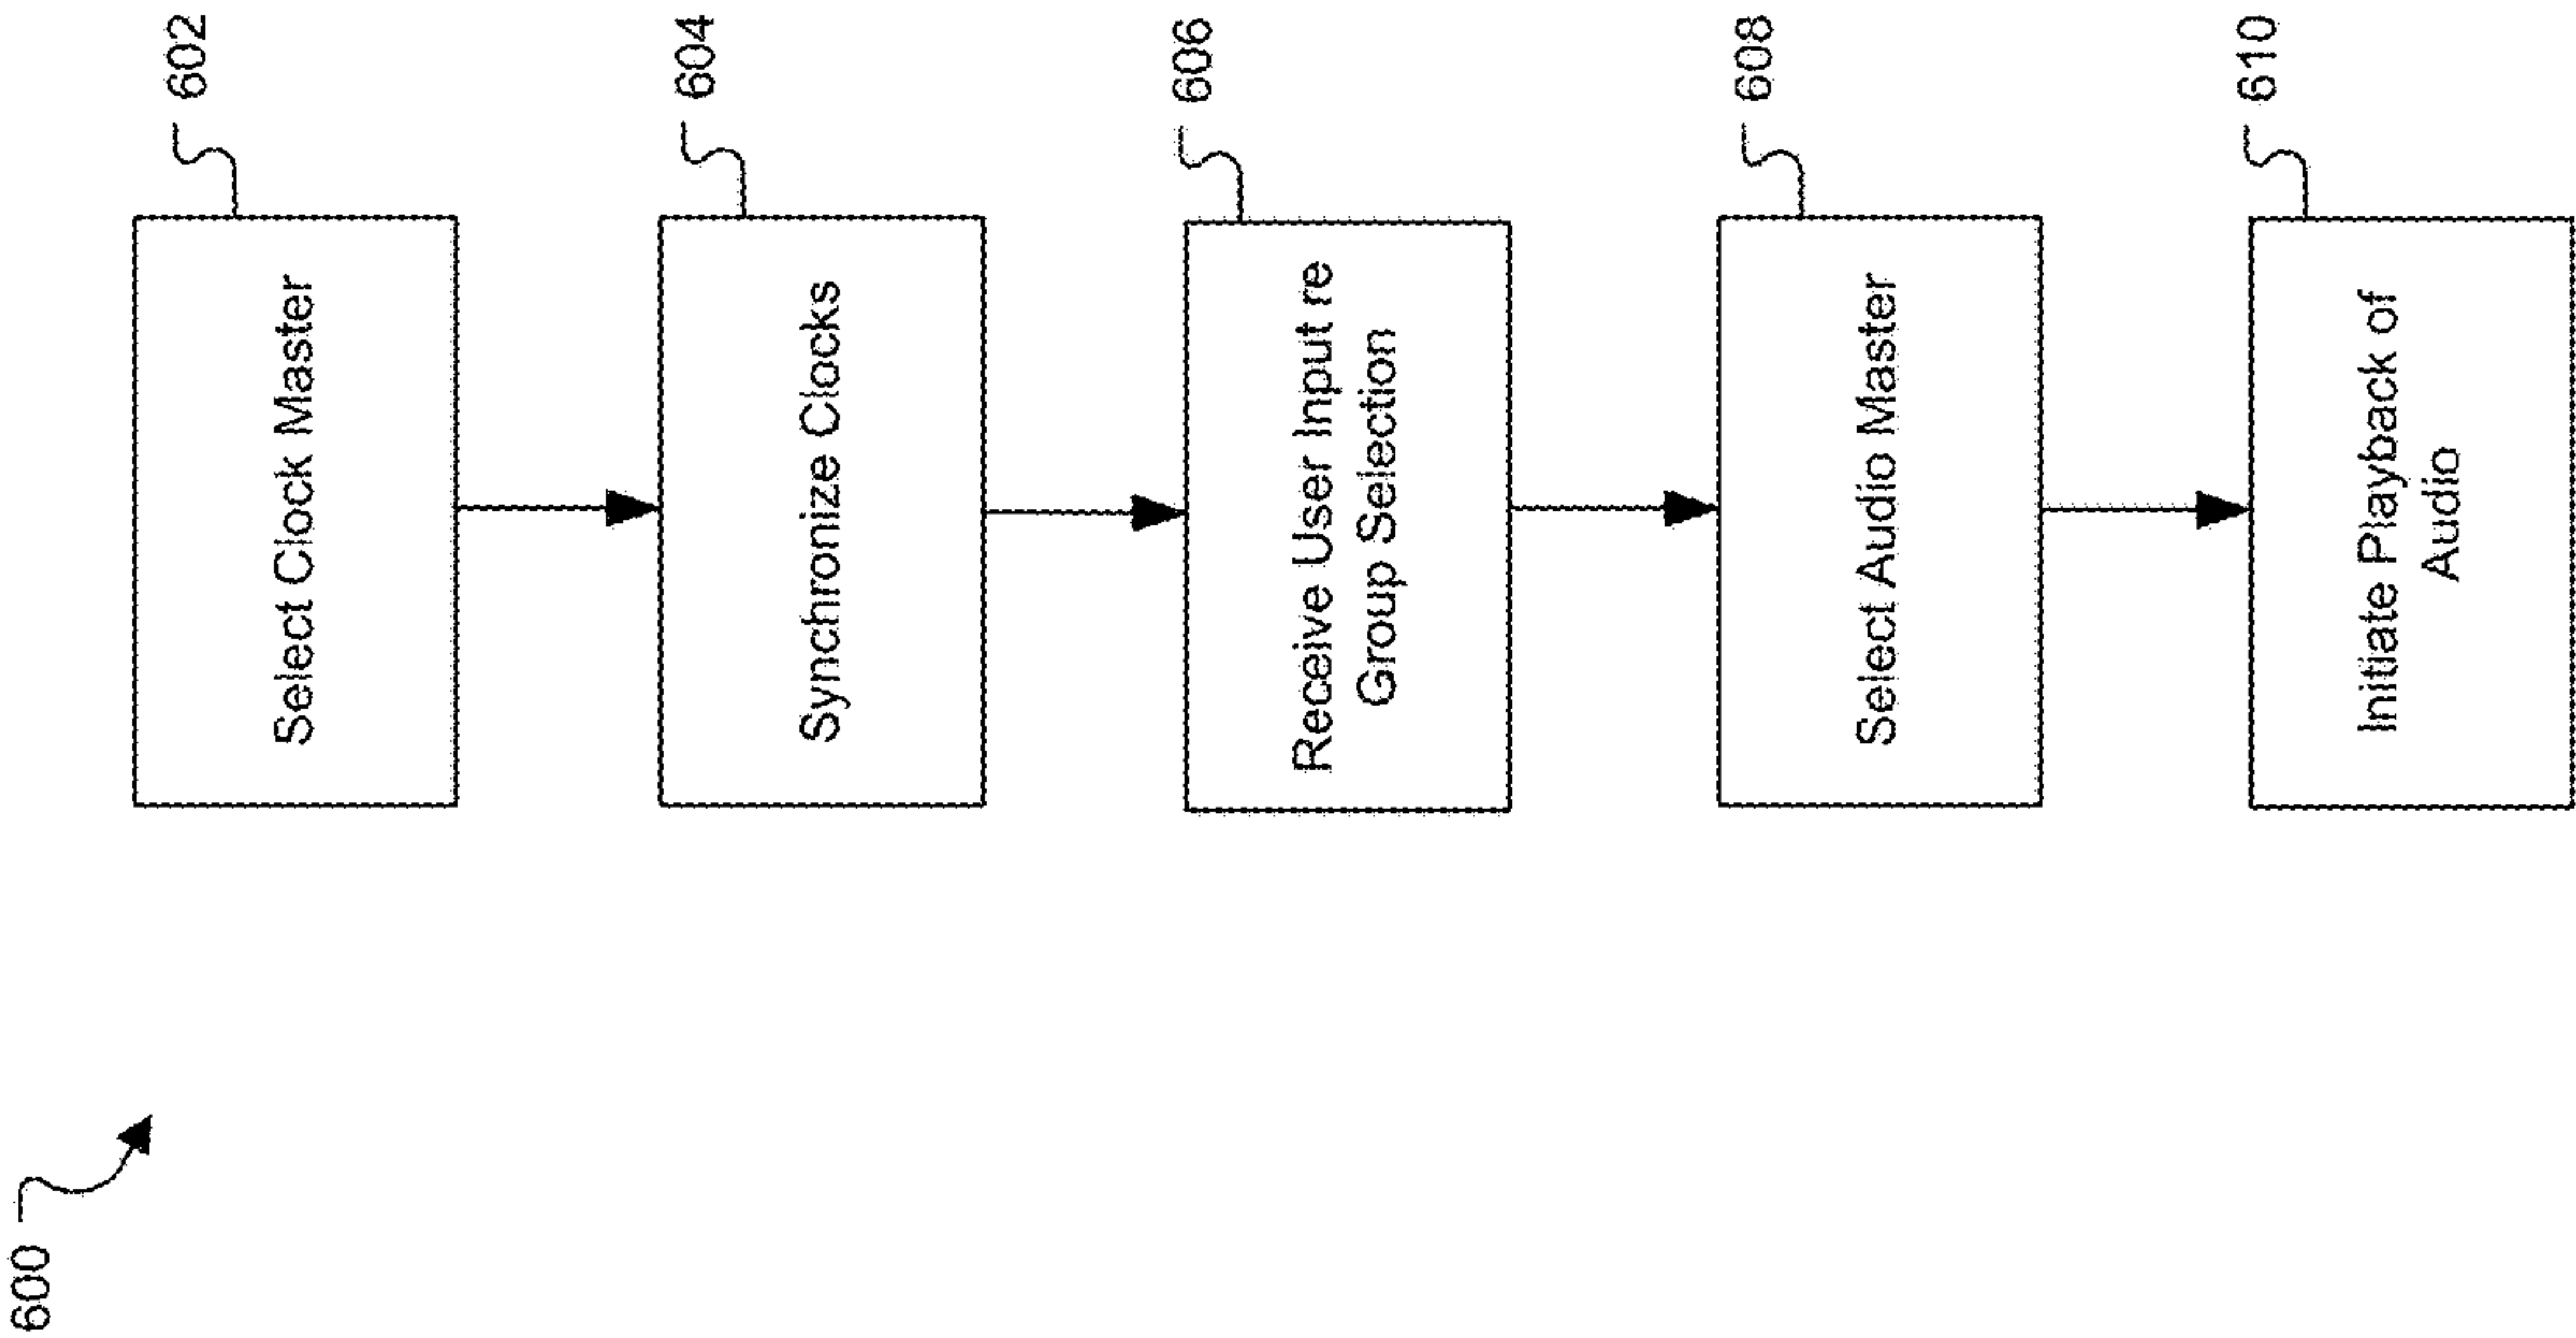 600
602
Select Clock Master
604
Synchronize Clocks
606
Receive User Input re
Group Selection
608
Select Audio Master
610
Initiate Playback of
Audio